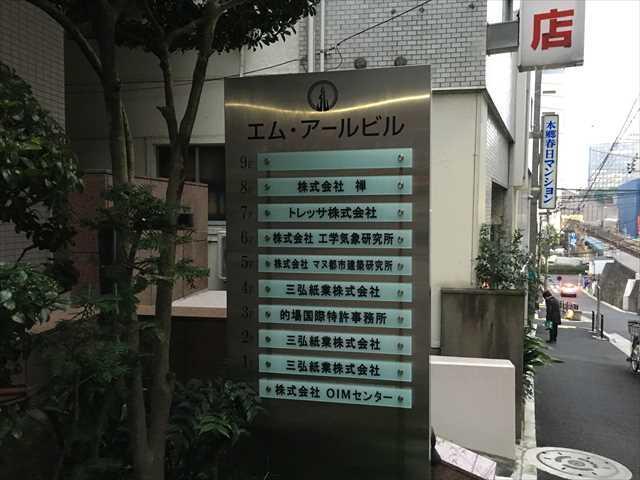 店
エム・アールビル
9F
8F 株式会社 禅
7F トレッサ株式会社
6F 株式会社 工学気象研究所
5F 株式会社 マヌ都市建築研究所
4F 三弘紙業株式会社
3F 的場国際特許事務所
2F 三弘紙業株式会社
1F 三弘紙業株式会社
株式会社 OIMセンター
本郷春日マンション